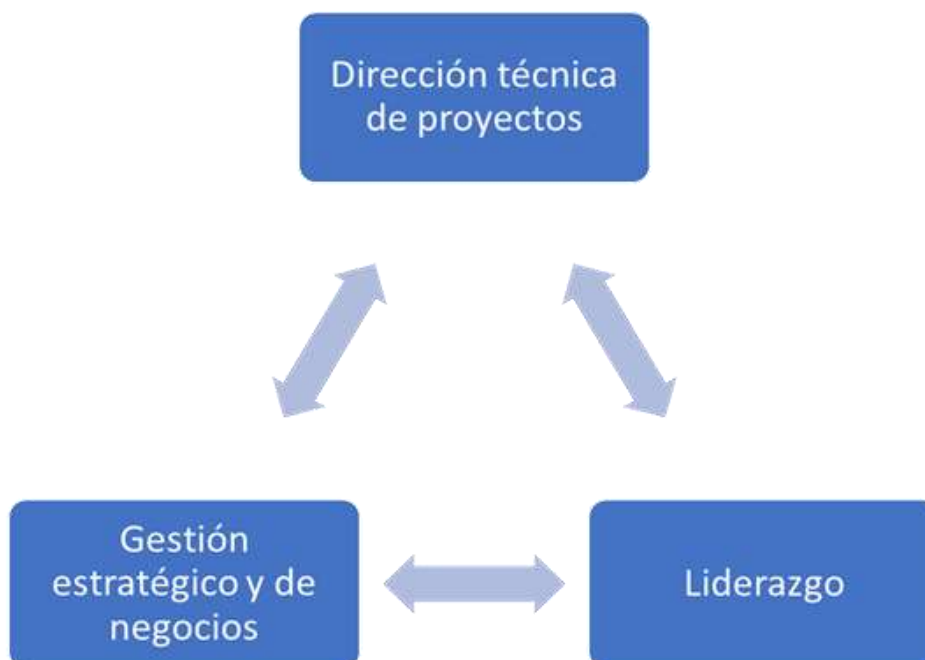 Dirección técnica
de proyectos
Gestión
estratégico y de
negocios
Liderazgo